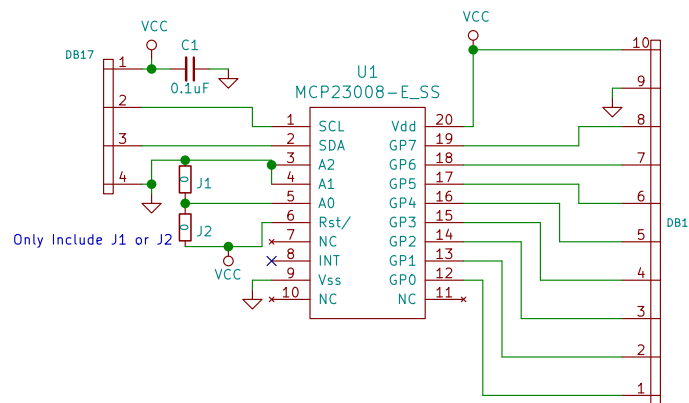 VCC
DB17
C1
0.1uF
1
2
3
4
J1
0
J2
0
Only Include J1 or J2
VCC
U1
MCP23008-E_SS
1 SCL
2 SDA
3 A2
4 A1
5 A0
6 Rst/
7 NC
8 INT
9 Vss
10 NC
Vdd 20
GP7 19
GP6 18
GP5 17
GP4 16
GP3 15
GP2 14
GP1 13
GP0 12
NC 11
VCC
10
9
8
7
6
5
4
3
2
1
DB1